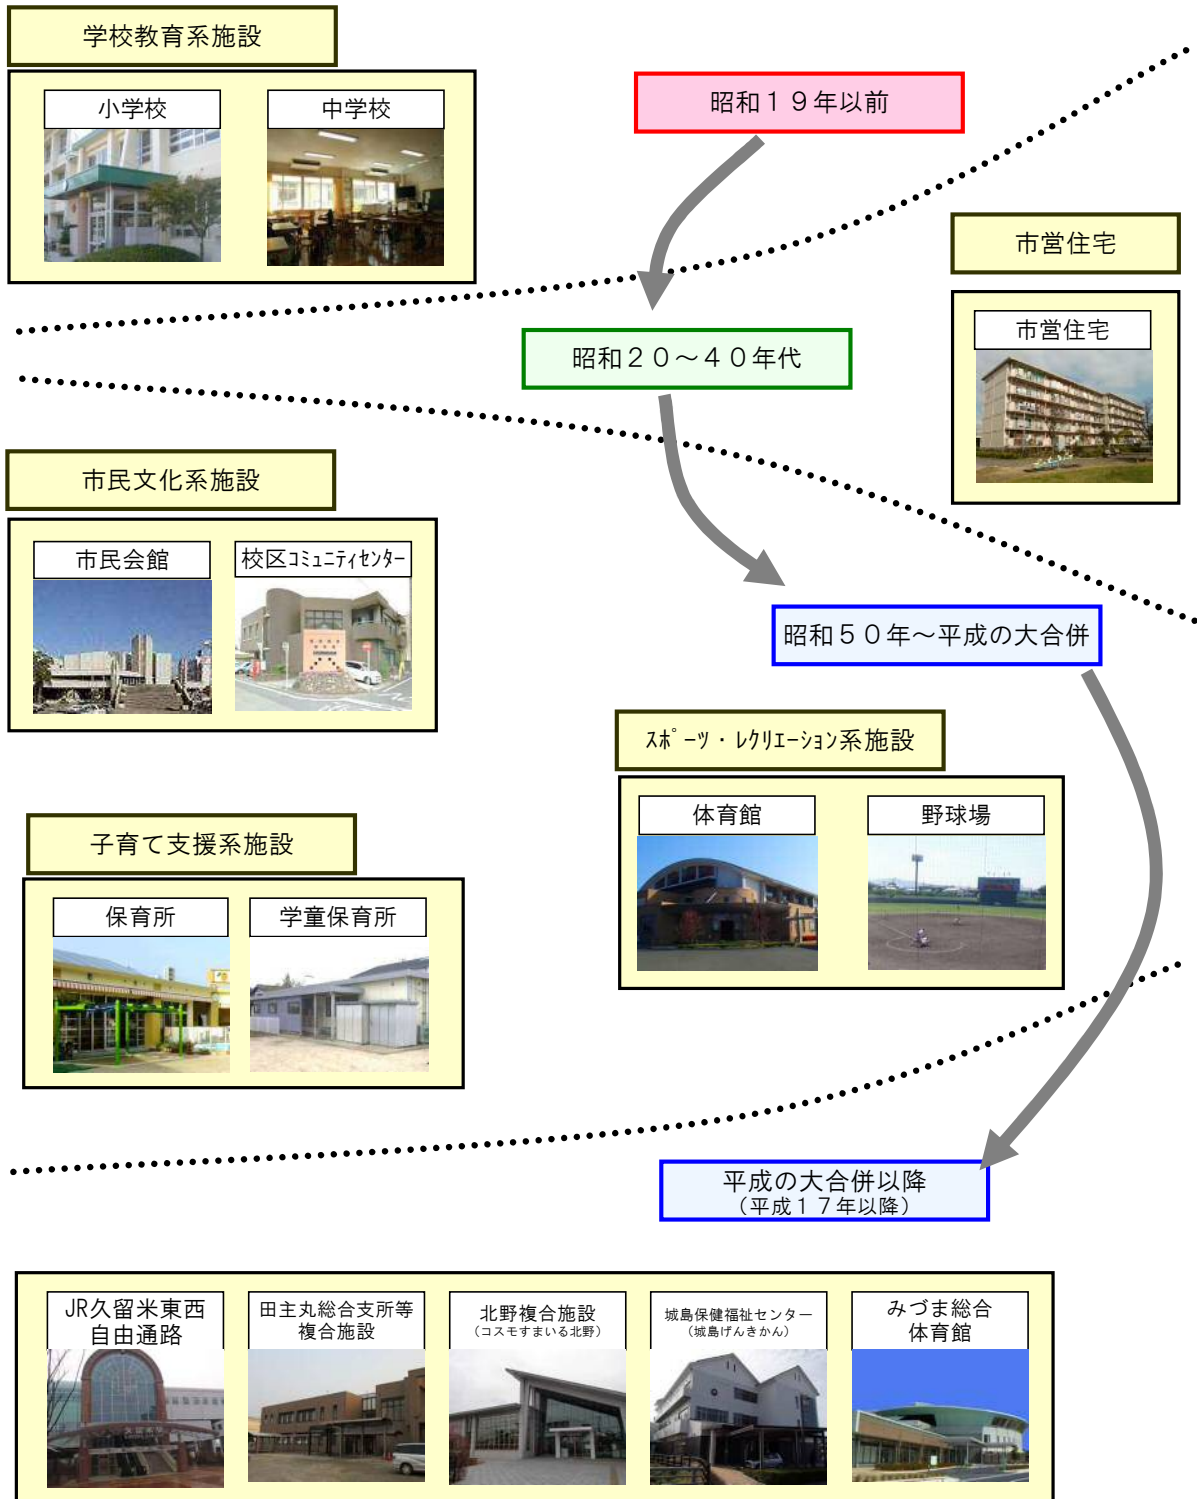 学校教育系施設
小学校
中学校
昭和１９年以前
市営住宅
市営住宅
昭和２０～４０年代
市民文化系施設
市民会館
校区ｺﾐｭﾆﾃｨｾﾝﾀｰ
昭和５０年～平成の大合併
ｽﾎﾟｰﾂ・ﾚｸﾘｴｰｼｮﾝ系施設
体育館
野球場
子育て支援系施設
保育所
学童保育所
平成の大合併以降
（平成１７年以降）
JR久留米東西
自由通路
田主丸総合支所等
複合施設
北野複合施設
（コスモすまいる北野）
城島保健福祉センター
（城島げんきかん）
みづま総合
体育館